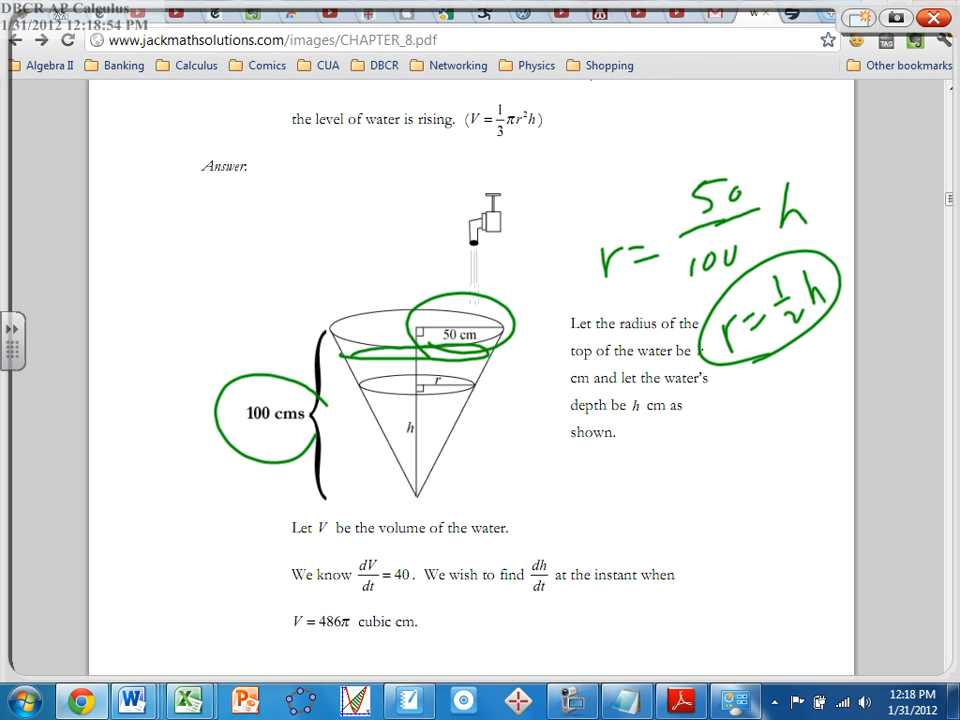 DBCR AP Calculus
1/31/2012 12:18:54 PM
www.jackmathsolutions.com/images/CHAPTER_8.pdf
Algebra II Banking Calculus Comics CUA DBCR Networking Physics Shopping Other bookmarks
the level of water is rising. (V = 1/3 πr²h)
Answer:
r = 50/100 h
r = 1/2 h
50 cm
r
100 cms
h
Let the radius of the
top of the water be
cm and let the water's
depth be h cm as
shown.
Let V be the volume of the water.
We know dV/dt = 40. We wish to find dh/dt at the instant when
V = 486π cubic cm.
12:18 PM
1/31/2012